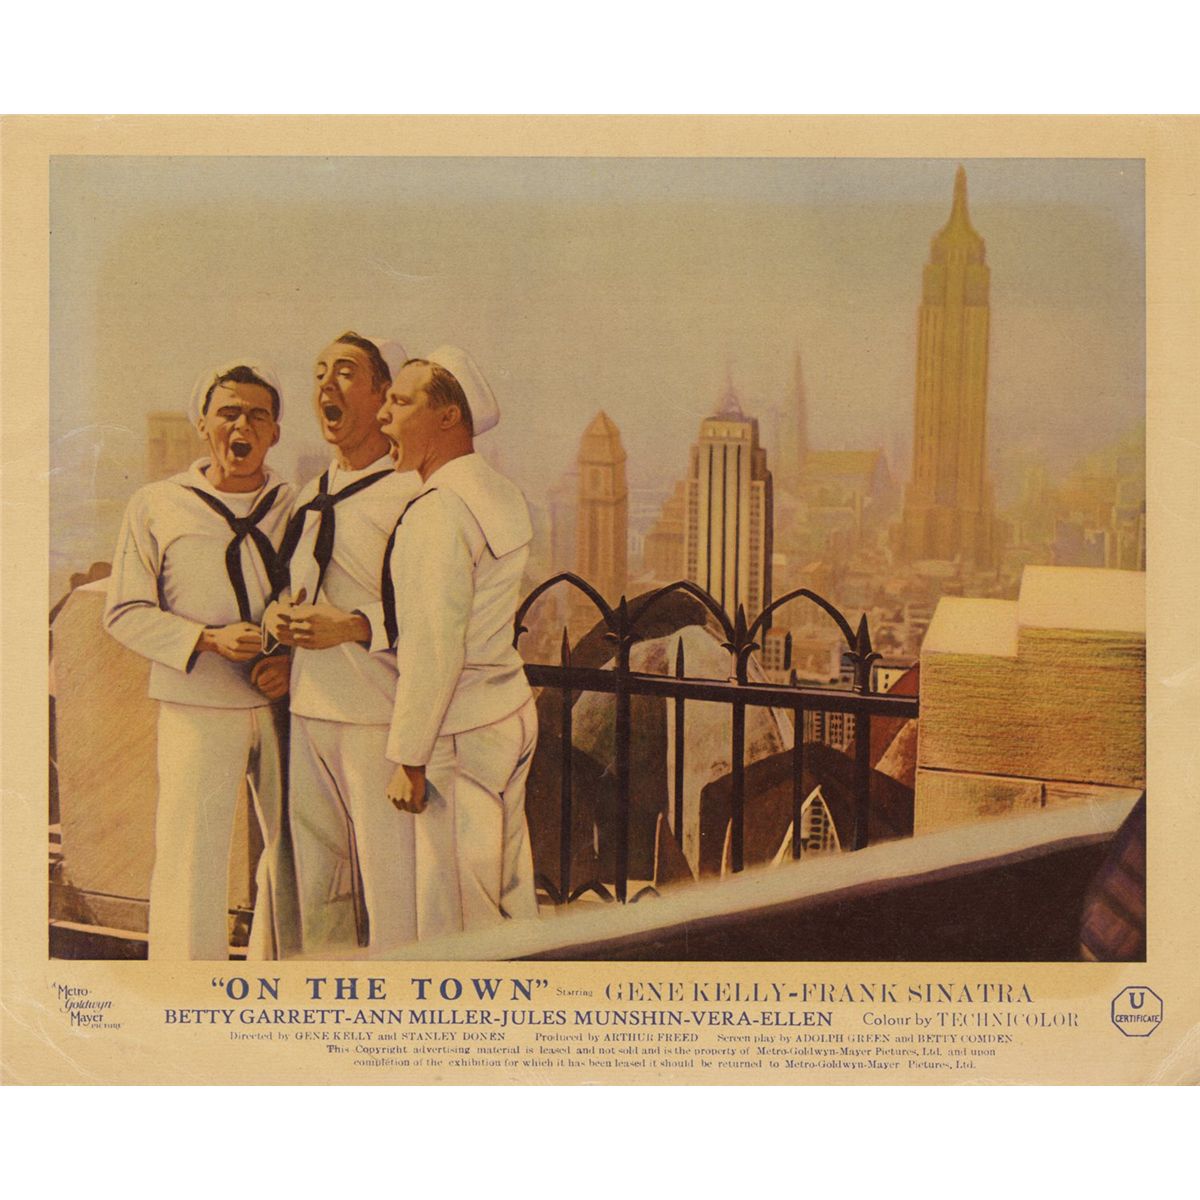 "ON THE TOWN" Starring GENE KELLY-FRANK SINATRA
BETTY GARRETT-ANN MILLER-JULES MUNSHIN-VERA-ELLEN Colour by TECHNICOLOR
Directed by GENE KELLY and STANLEY DONEN Produced by ARTHUR FREED Screen play by ADOLPH GREEN and BETTY COMDEN
This Copyright advertising material is leased and not sold and is the property of Metro-Goldwyn-Mayer Pictures, Ltd. and upon
completion of the exhibition for which it has been leased it should be returned to Metro-Goldwyn-Mayer Pictures, Ltd.
Metro-
Goldwyn-
Mayer
PICTURE
U
CERTIFICATE